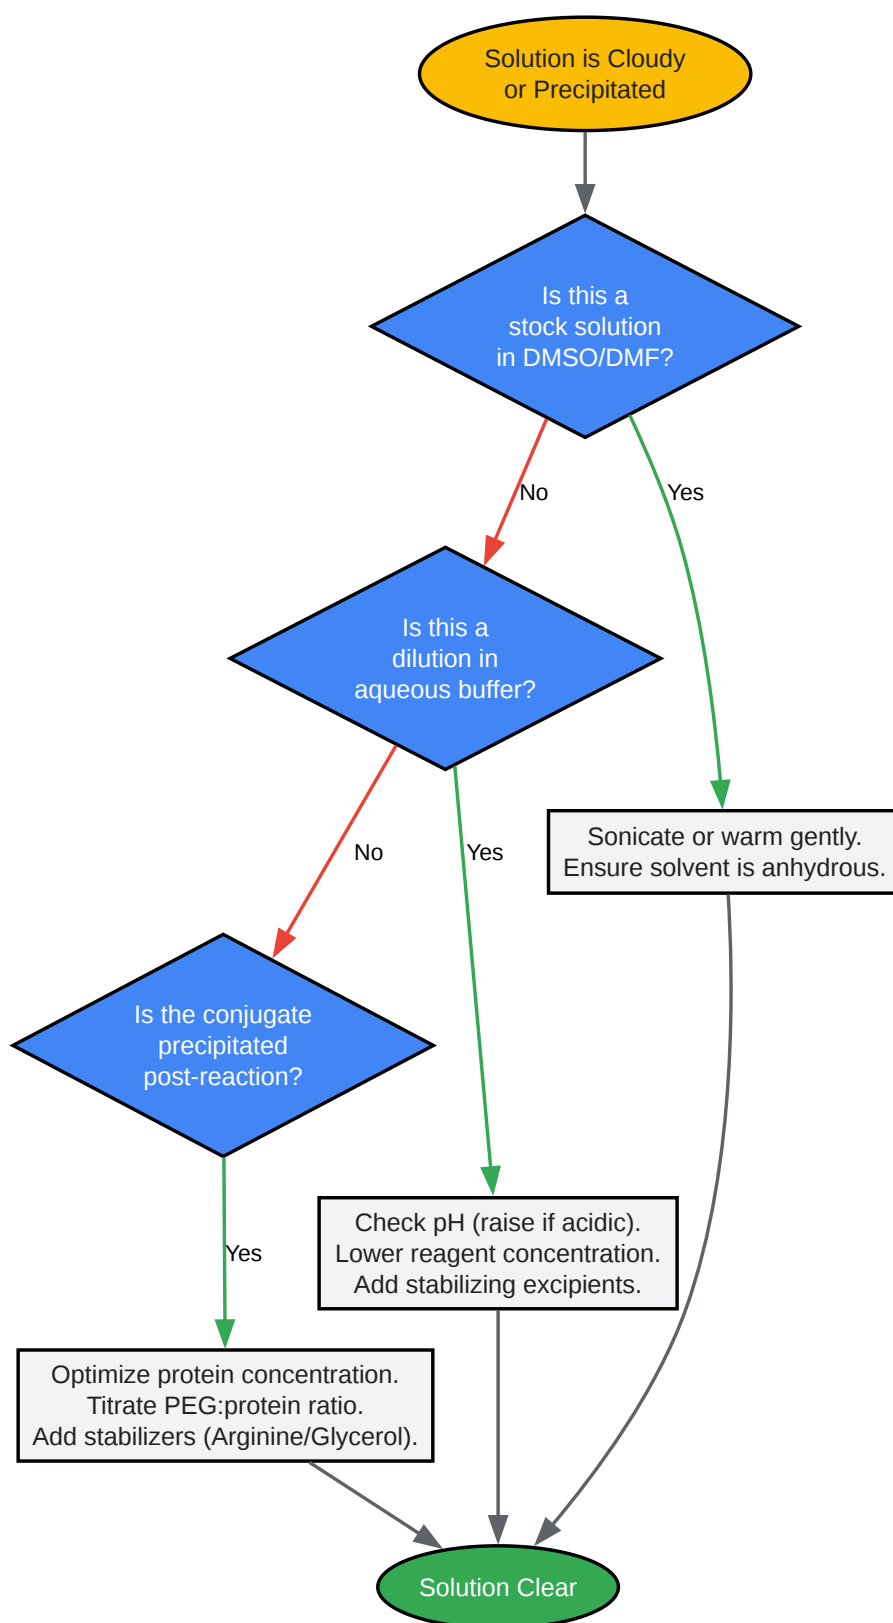 Solution is Cloudy
or Precipitated
Is this a
stock solution
in DMSO/DMF?
No
Yes
Is this a
dilution in
aqueous buffer?
No
Yes
Sonicate or warm gently.
Ensure solvent is anhydrous.
Is the conjugate
precipitated
post-reaction?
Yes
Check pH (raise if acidic).
Lower reagent concentration.
Add stabilizing excipients.
Optimize protein concentration.
Titrate PEG:protein ratio.
Add stabilizers (Arginine/Glycerol).
Solution Clear